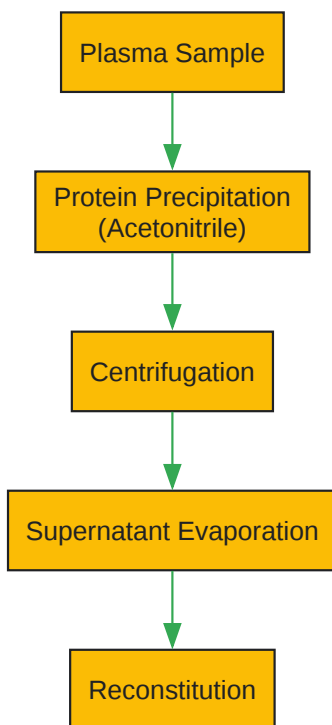 Plasma Sample
Protein Precipitation
(Acetonitrile)
Centrifugation
Supernatant Evaporation
Reconstitution